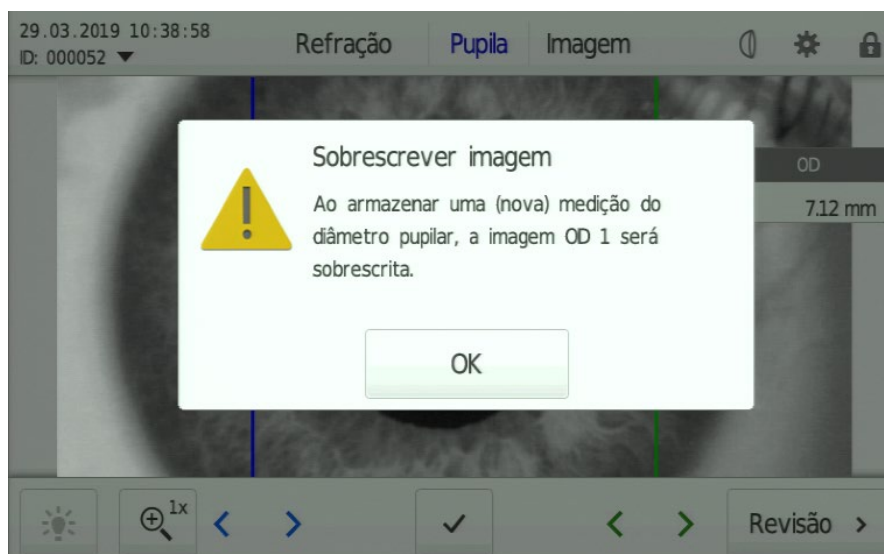 29.03.2019 10:38:58
ID: 000052
Refração
Pupila
Imagem
Sobrescrever imagem
Ao armazenar uma (nova) medição do
diâmetro pupilar, a imagem OD 1 será
sobrescrita.
OK
OD
7.12 mm
1x
Revisão